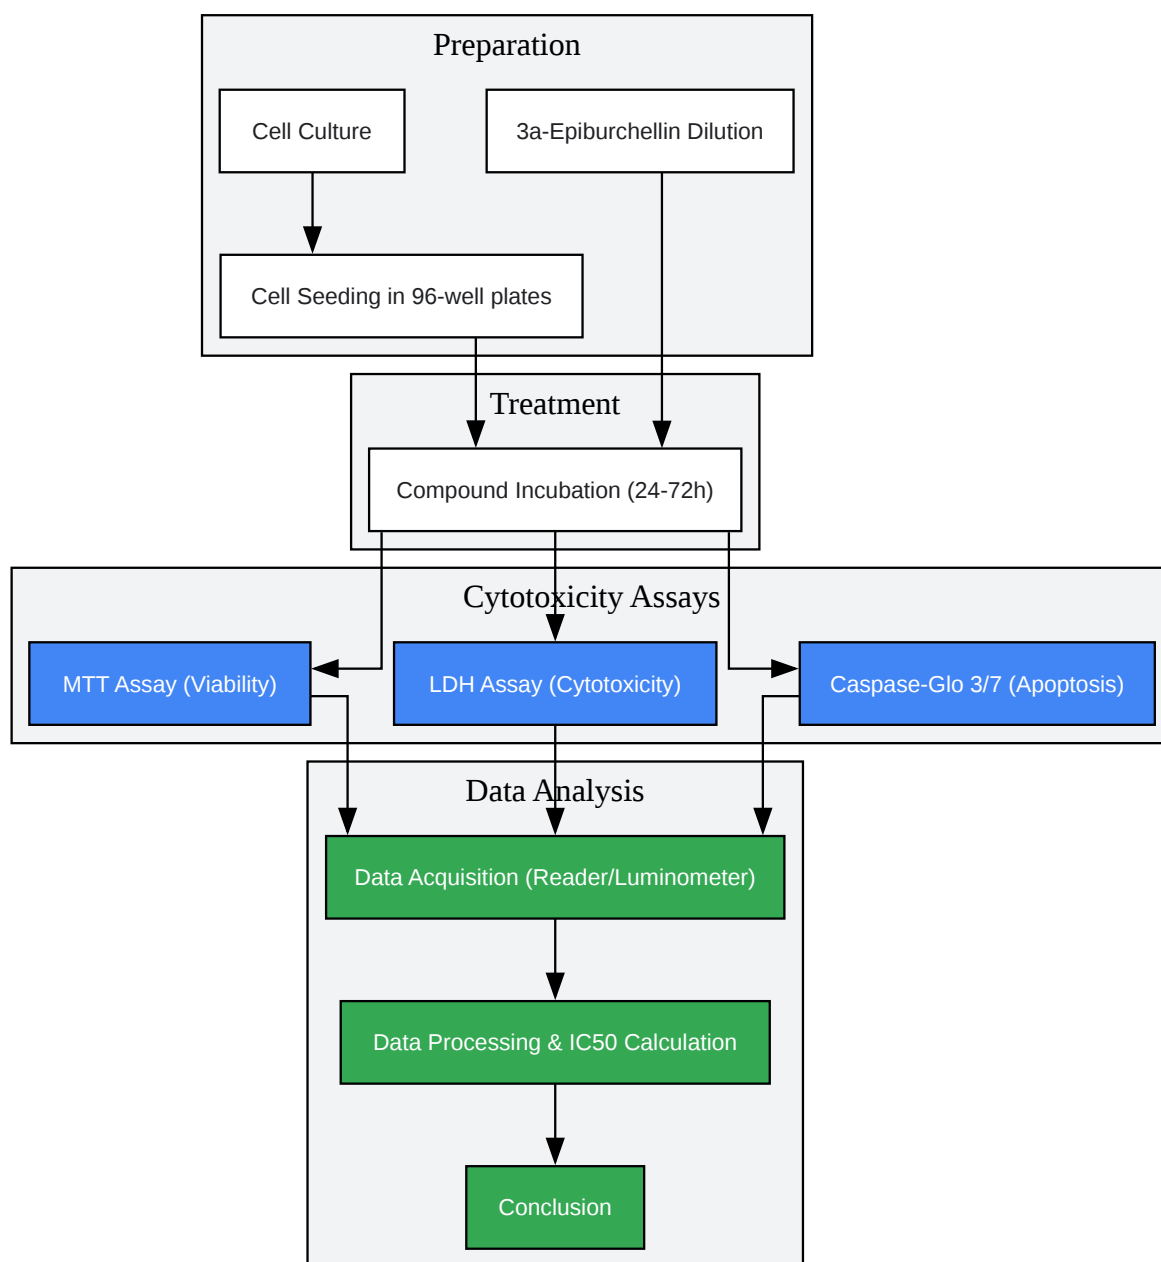 Preparation
Cell Culture
3a-Epiburchellin Dilution
Cell Seeding in 96-well plates
Treatment
Compound Incubation (24-72h)
Cytotoxicity Assays
MTT Assay (Viability)
LDH Assay (Cytotoxicity)
Caspase-Glo 3/7 (Apoptosis)
Data Analysis
Data Acquisition (Reader/Luminometer)
Data Processing & IC50 Calculation
Conclusion